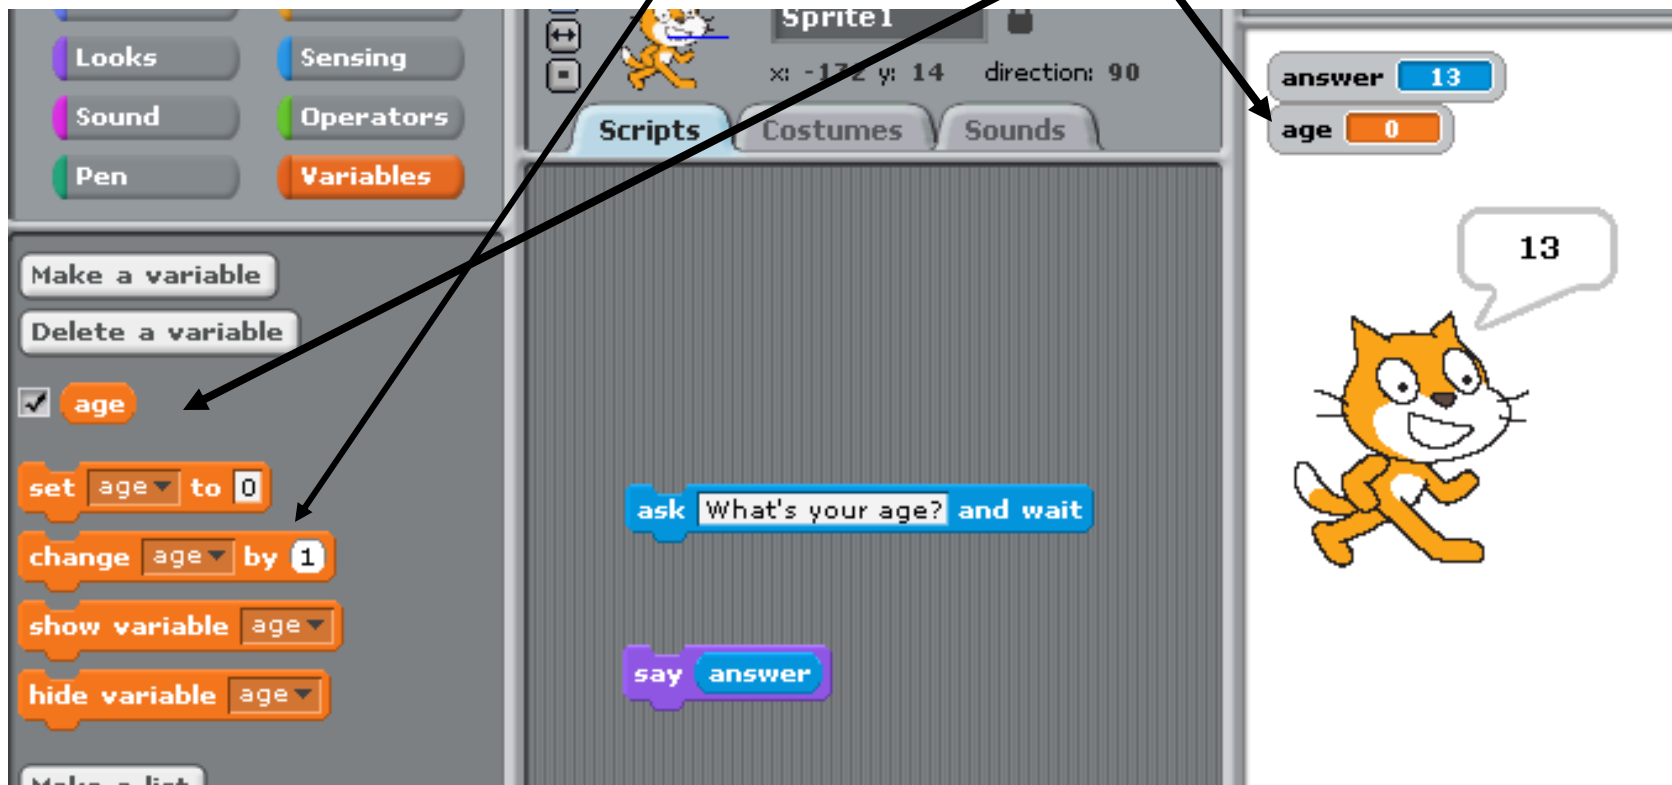 Looks
Sensing
Sound
Operators
Pen
Variables
Make a variable
Delete a variable
age
set age to 0
change age by 1
show variable age
hide variable age
Make a list
Sprite1
x: -172 y: 14 direction: 90
Scripts
Costumes
Sounds
ask What's your age? and wait
say answer
answer 13
age 0
13